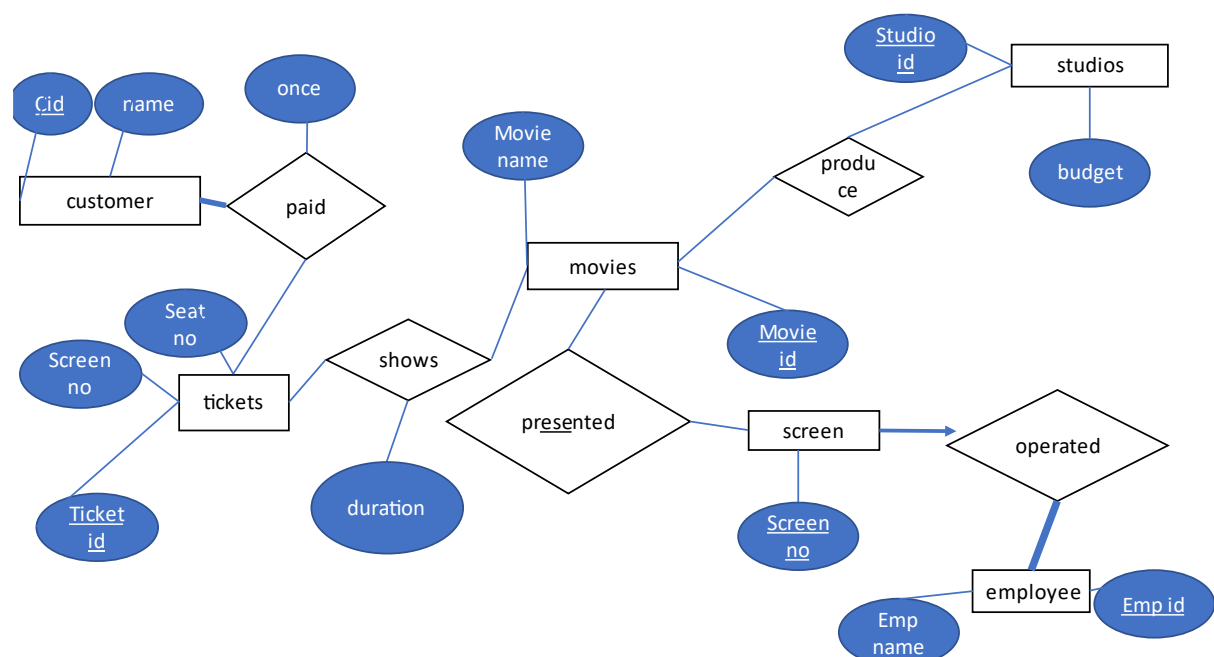 Studio
id
studios
once
Cid
name
Movie
name
produ
ce
budget
customer
paid
movies
Seat
no
Movie
id
Screen
no
shows
tickets
presented
screen
operated
duration
Ticket
id
Screen
no
employee
Emp id
Emp
name